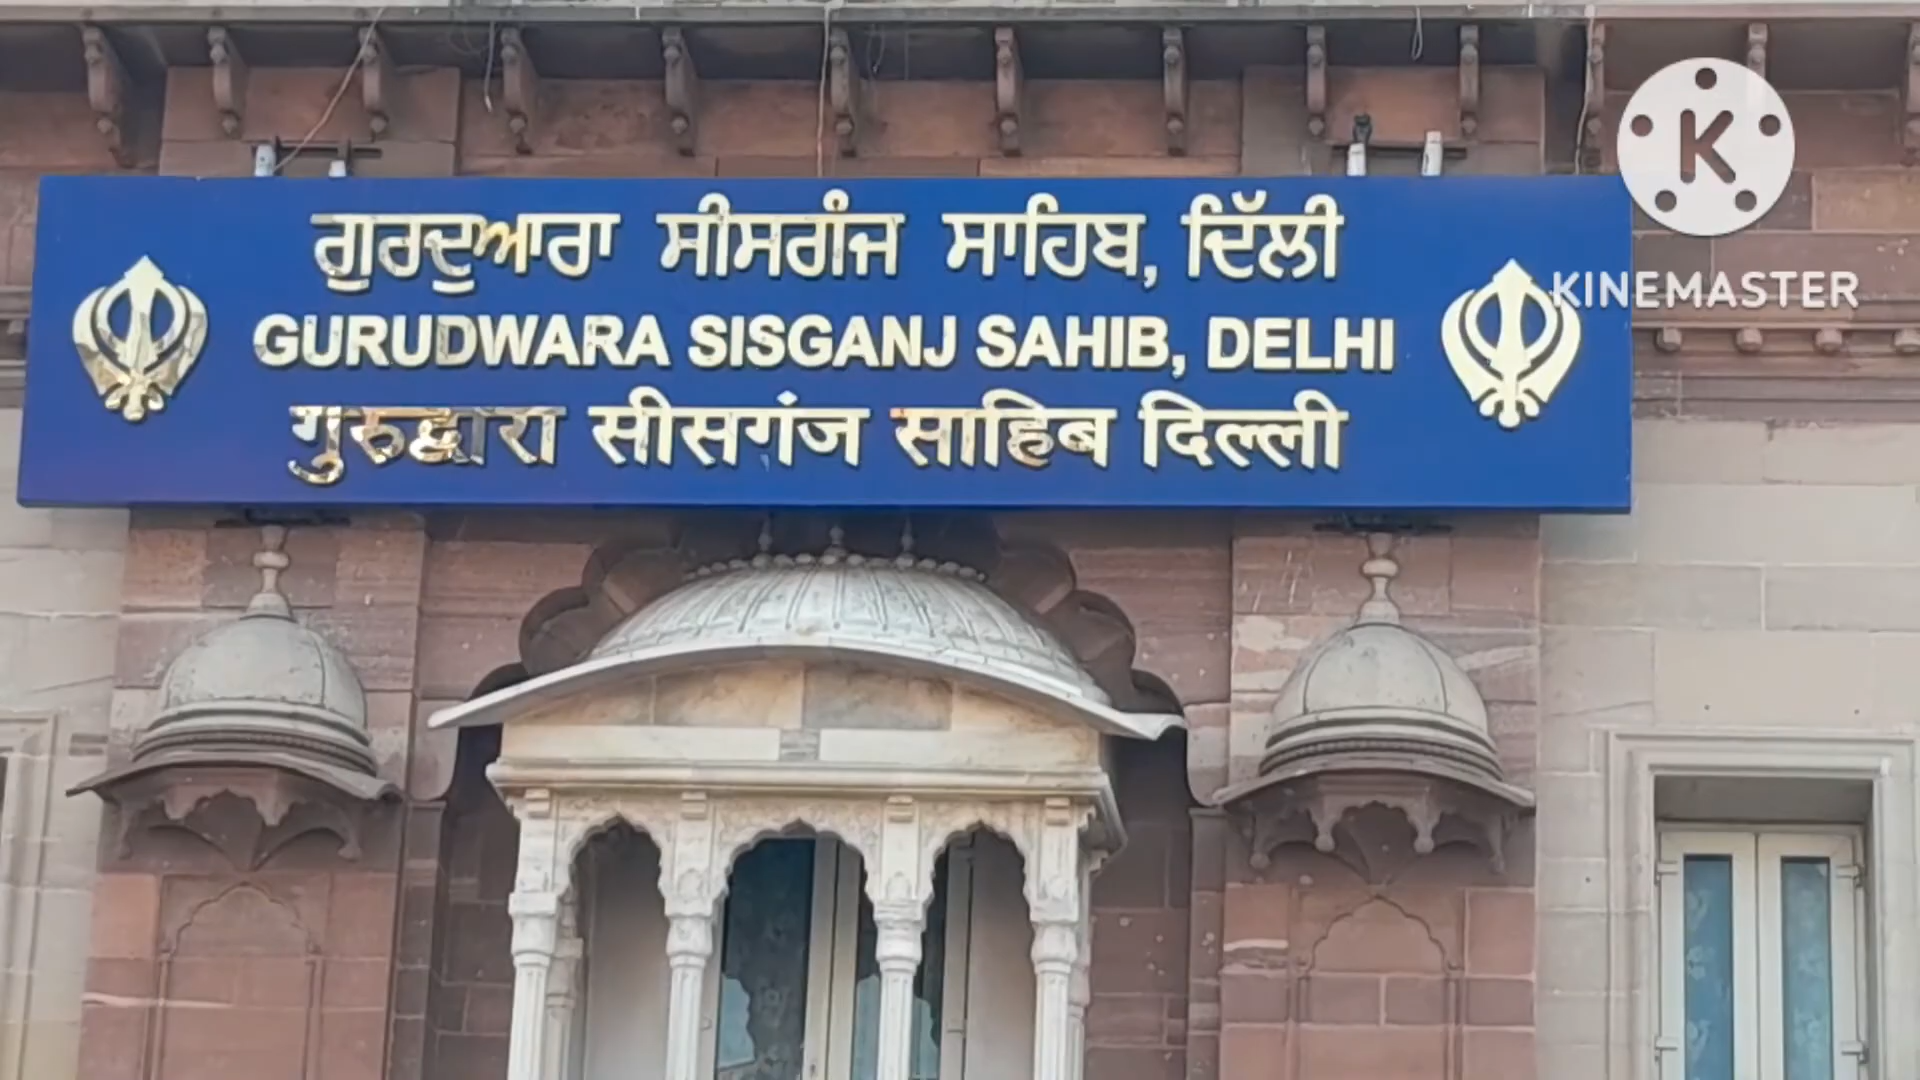 ਗੁਰਦੁਆਰਾ ਸੀਸਗੰਜ ਸਾਹਿਬ, ਦਿੱਲੀ
GURUDWARA SISGANJ SAHIB, DELHI
गुरुद्वारा सीसगंज साहिब दिल्ली
K
KINEMASTER